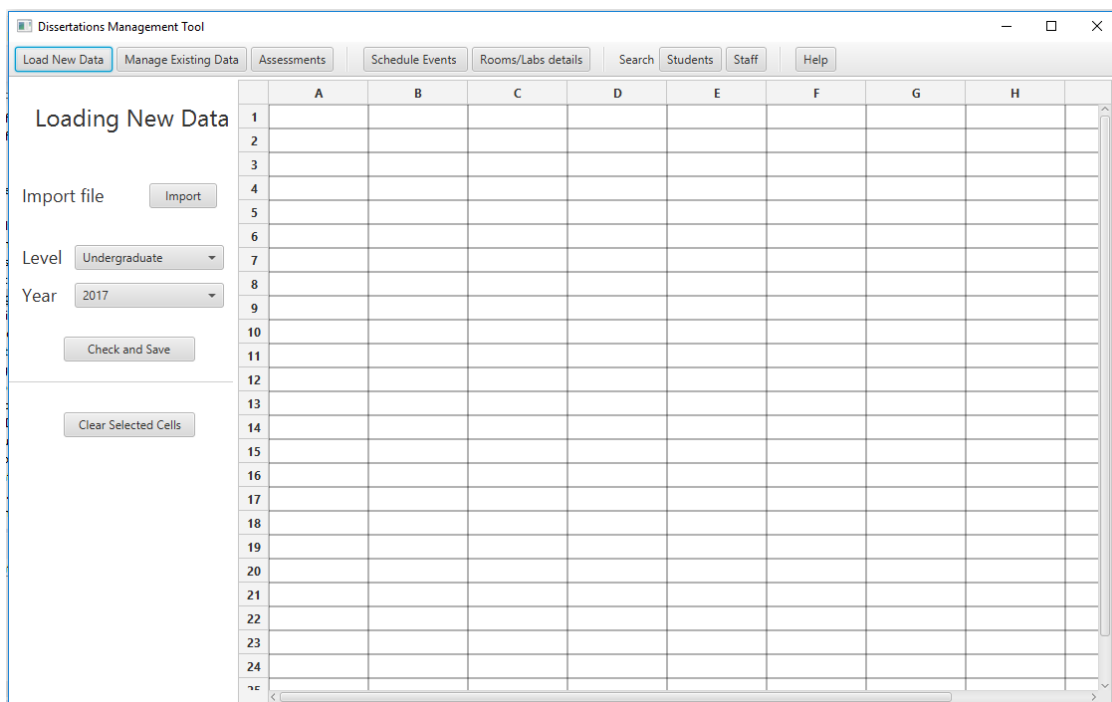 Dissertations Management Tool
Load New Data Manage Existing Data Assessments Schedule Events Rooms/Labs details Search Students Staff Help
A B C D E F G H
Loading New Data
Import file Import
Level Undergraduate
Year 2017
Check and Save
Clear Selected Cells
1
2
3
4
5
6
7
8
9
10
11
12
13
14
15
16
17
18
19
20
21
22
23
24
25